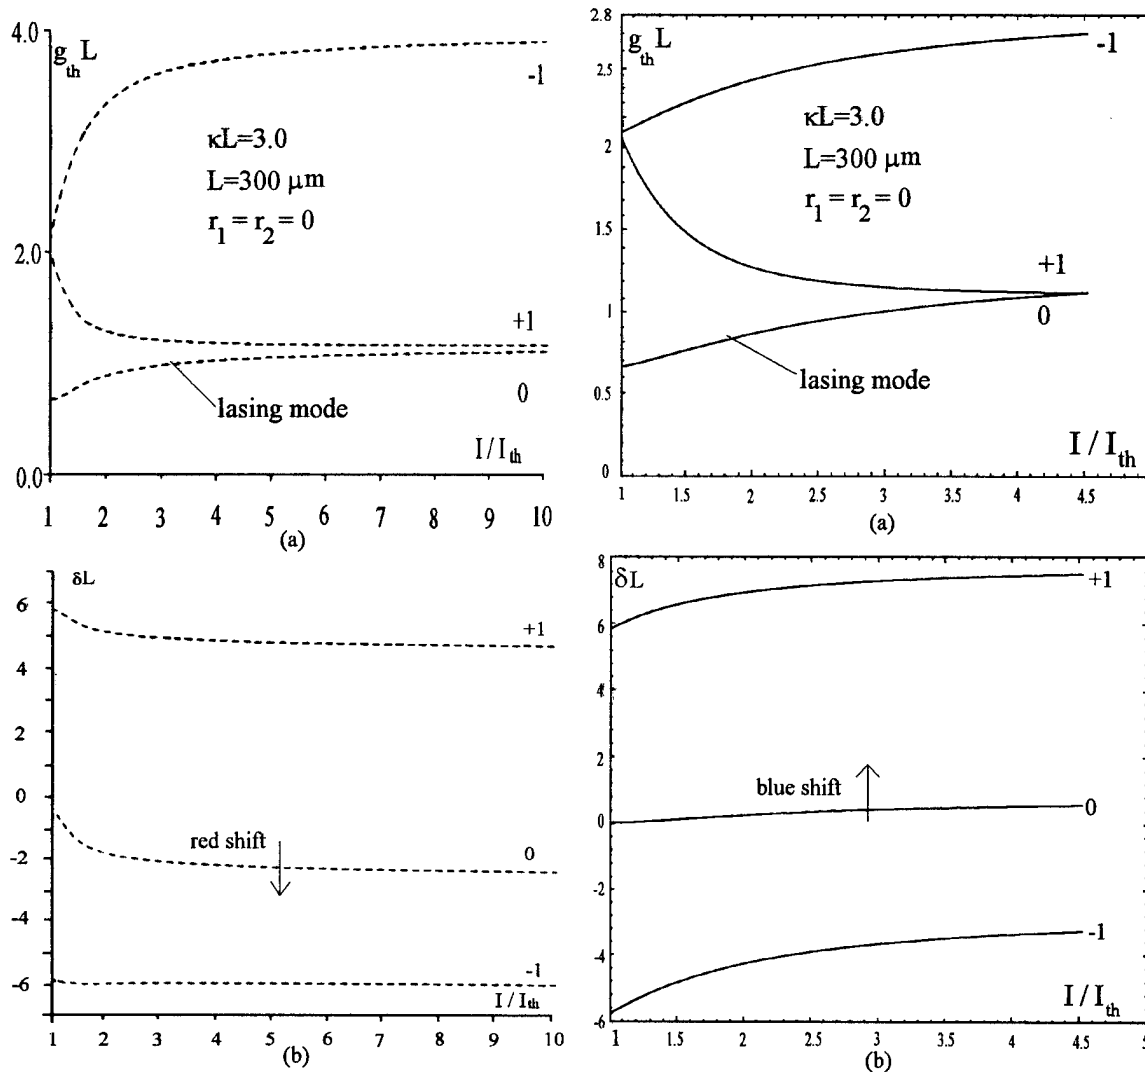 4.0
g_th L
-1
κL=3.0
L=300 μm
r_1 = r_2 = 0
2.0
+1
0
lasing mode
I / I_th
0.0
1 2 3 4 5 6 7 8 9 10
(a)
2.8
g_th L
-1
2.5
κL=3.0
L=300 μm
2
r_1 = r_2 = 0
1.5
+1
1
0
lasing mode
0.5
I / I_th
0
1 1.5 2 2.5 3 3.5 4 4.5 5
(a)
δL
6
+1
4
2
0
red shift
0
-2
-4
-1
-6
I / I_th
1 2 3 4 5 6 7 8 9 10
(b)
8
δL
+1
6
4
2
blue shift
0
0
-2
-1
-4
I / I_th
-6
1 1.5 2 2.5 3 3.5 4 4.5 5
(b)